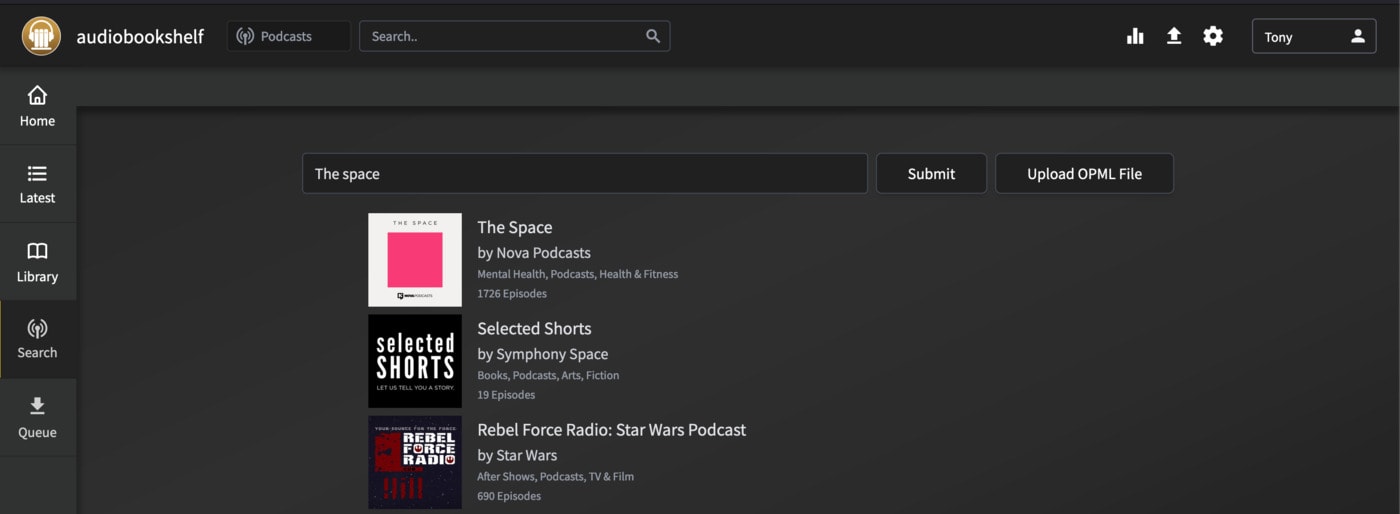 audiobookshelf
Podcasts
Search..
Tony
Home
Latest
Library
Search
Queue
The space
Submit
Upload OPML File
THE SPACE
NOVAPODCASTS
The Space
by Nova Podcasts
Mental Health, Podcasts, Health & Fitness
1726 Episodes
selected
SHORTS
LET US TELL YOU A STORY.
Selected Shorts
by Symphony Space
Books, Podcasts, Arts, Fiction
19 Episodes
YOUR SOURCE FOR THE FORCE
REBEL
FORCE
RADIO
Rebel Force Radio: Star Wars Podcast
by Star Wars
After Shows, Podcasts, TV & Film
690 Episodes